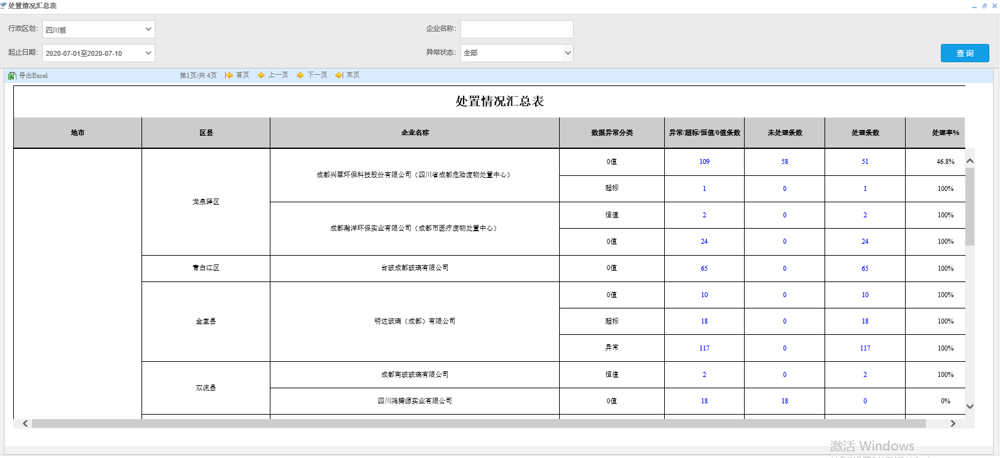 处置情况汇总表
行政区划： 四川省 企业名称：
起止日期： 2020-07-01至2020-07-10 异常状态： 全部 查询
导出Excel 第1页/共 4页 首页 上一页 下一页 末页
处置情况汇总表
地市 区县 企业名称 数据异常分类 异常/超标/恒值/0值条数 未处理条数 处理条数 处理率%
龙泉驿区 成都兴蓉环保科技股份有限公司（四川省成都危险废物处置中心） 0值 109 58 51 46.8%
超标 1 0 1 100%
成都瀚洋环保实业有限公司（成都市医疗废物处置中心） 恒值 2 0 2 100%
0值 24 0 24 100%
青白江区 台玻成都玻璃有限公司 0值 65 0 65 100%
金堂县 明达玻璃（成都）有限公司 0值 10 0 10 100%
超标 18 0 18 100%
异常 117 0 117 100%
双流县 成都南玻玻璃有限公司 恒值 2 0 2 100%
四川鸿腾源实业有限公司 0值 18 18 0 0%
激活 Windows